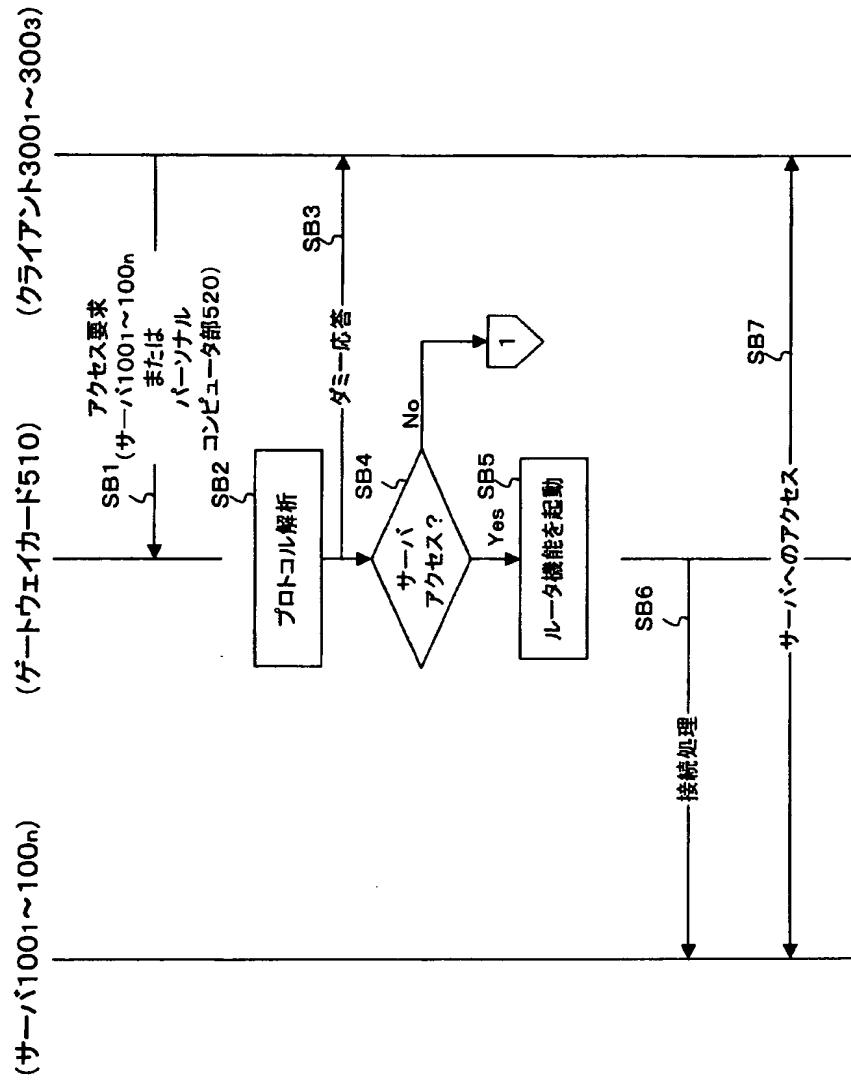 (サーバ100₁～100n)
(ゲートウェイカード510)
(クライアント300₁～300₃)
アクセス要求
SB1
(サーバ100₁～100n
または
パーソナル
コンピュータ部520)
SB2
プロトコル解析
SB3
ダミー応答
SB4
サーバ
アクセス?
No
1
Yes
SB5
ルータ機能を起動
SB6
接続処理
SB7
サーバへのアクセス